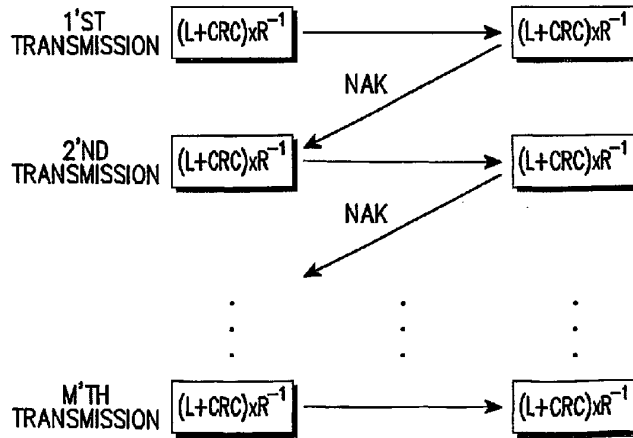 1'ST
TRANSMISSION
(L+CRC)xR⁻¹
(L+CRC)xR⁻¹
NAK
2'ND
TRANSMISSION
(L+CRC)xR⁻¹
(L+CRC)xR⁻¹
NAK
M'TH
TRANSMISSION
(L+CRC)xR⁻¹
(L+CRC)xR⁻¹